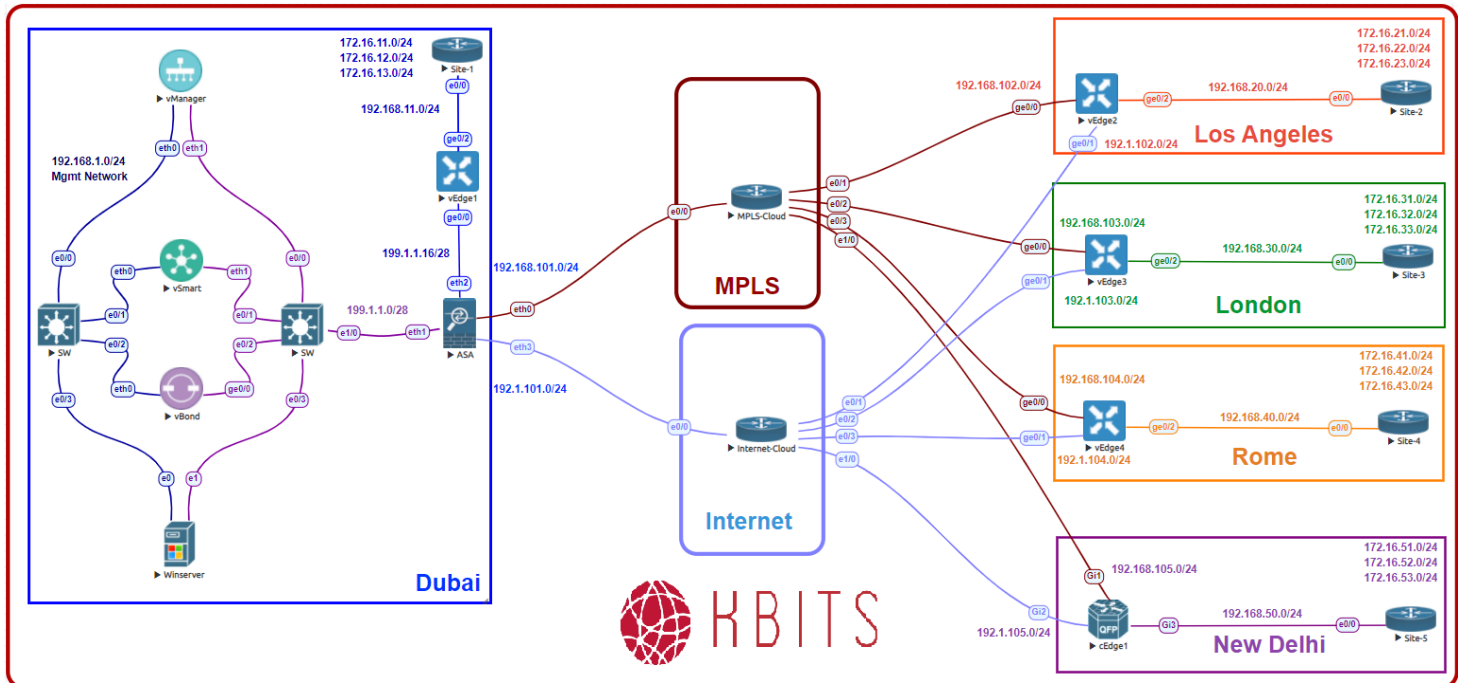 172.16.11.0/24
172.16.12.0/24
172.16.13.0/24
Site-1
e0/0
192.168.11.0/24
ge0/2
vEdge1
ge0/0
199.1.1.16/28
eth2
vManager
eth0
eth1
192.168.1.0/24
Mgmt Network
e0/0
e0/0
eth0
vSmart
eth1
e0/1
e0/1
SW
SW
e0/2
e0/2
eth0
vBond
ge0/0
e0/3
e0/3
e1/0
199.1.1.0/28
eth1
ASA
e0
e1
Winserver
Dubai
192.168.101.0/24
eth0
eth3
192.1.101.0/24
e0/0
MPLS-Cloud
e0/1
e0/2
e0/3
e1/0
MPLS
e0/0
Internet-Cloud
e0/1
e0/2
e0/3
e1/0
Internet
KBITS
192.168.102.0/24
ge0/0
vEdge2
ge0/1
192.1.102.0/24
ge0/2
192.168.20.0/24
e0/0
Site-2
172.16.21.0/24
172.16.22.0/24
172.16.23.0/24
Los Angeles
192.168.103.0/24
ge0/0
vEdge3
ge0/1
192.1.103.0/24
ge0/2
192.168.30.0/24
e0/0
Site-3
172.16.31.0/24
172.16.32.0/24
172.16.33.0/24
London
192.168.104.0/24
ge0/0
vEdge4
ge0/1
192.1.104.0/24
ge0/2
192.168.40.0/24
e0/0
Site-4
172.16.41.0/24
172.16.42.0/24
172.16.43.0/24
Rome
Gi1
192.168.105.0/24
Gi2
192.1.105.0/24
QFP
cEdge1
Gi3
192.168.50.0/24
e0/0
Site-5
172.16.51.0/24
172.16.52.0/24
172.16.53.0/24
New Delhi